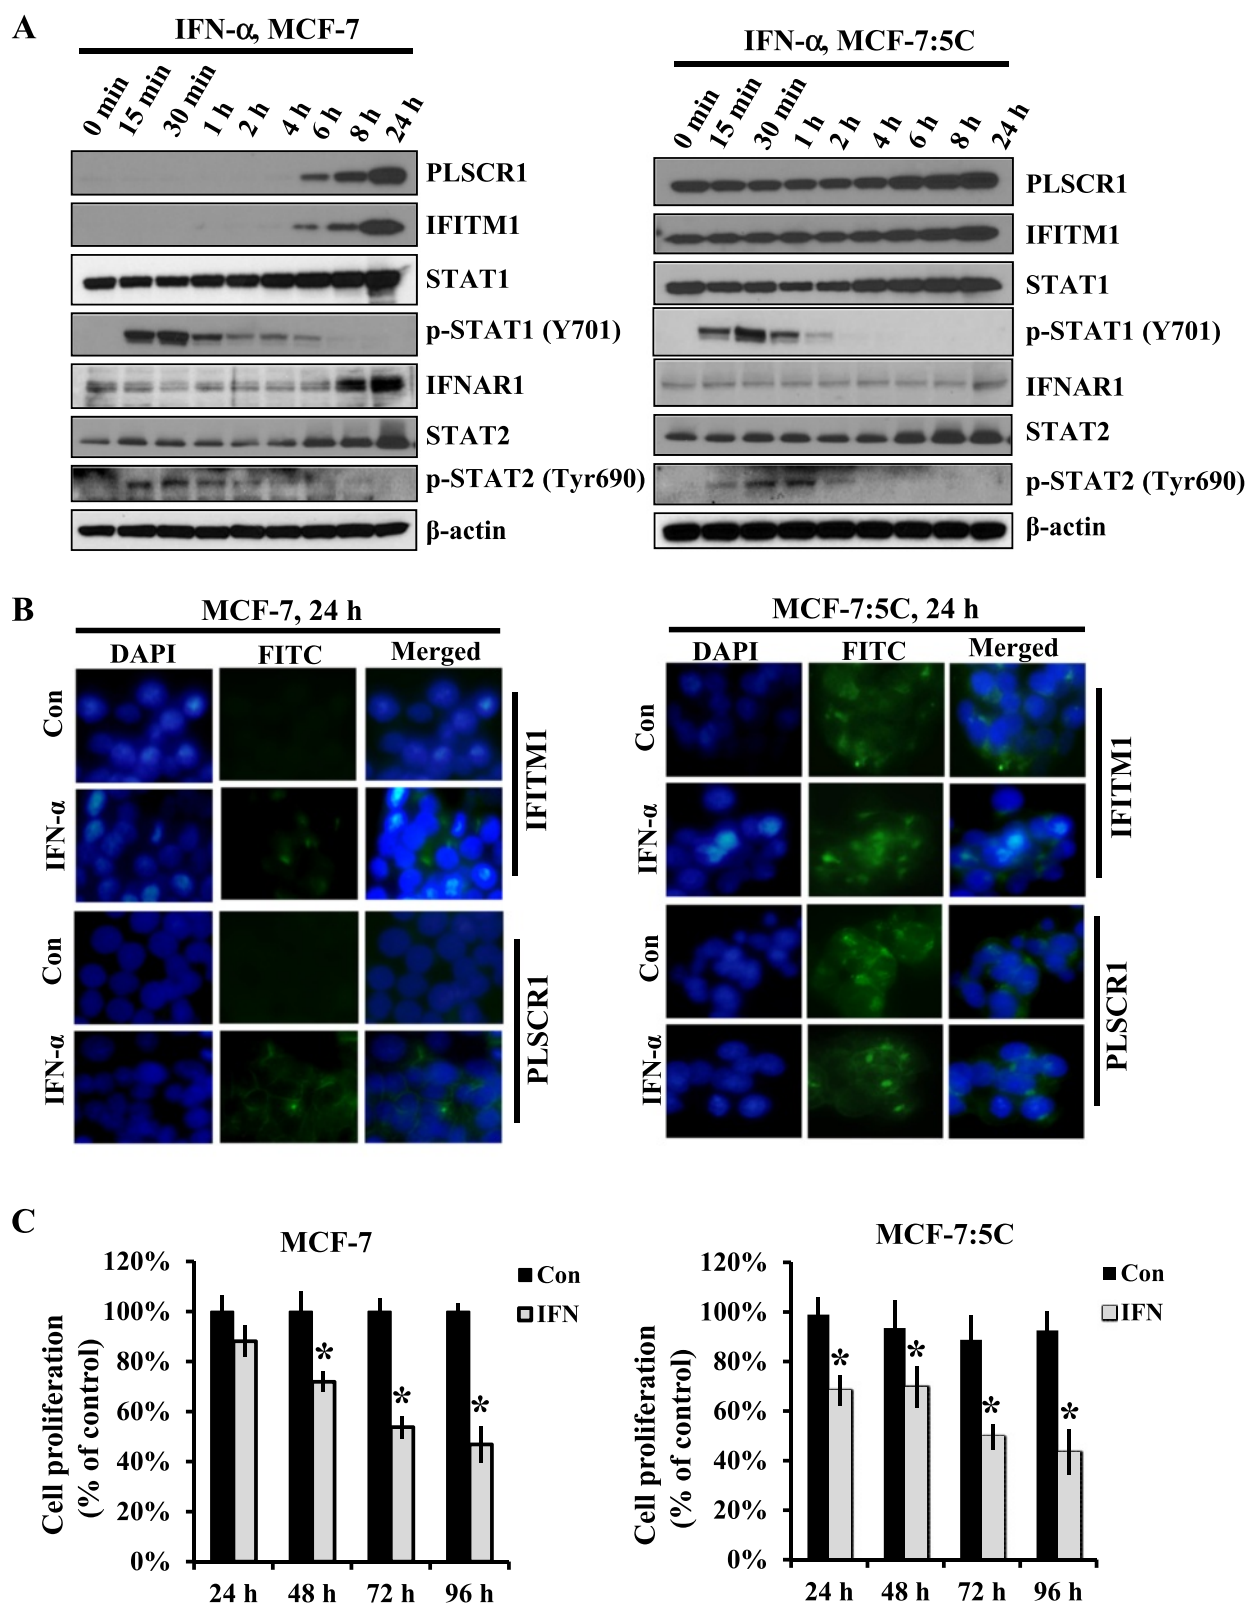 A
IFN-α, MCF-7
0 min 15 min 30 min 1 h 2 h 4 h 6 h 8 h 24 h
PLSCR1
IFITM1
STAT1
p-STAT1 (Y701)
IFNAR1
STAT2
p-STAT2 (Tyr690)
β-actin
IFN-α, MCF-7:5C
0 min 15 min 30 min 1 h 2 h 4 h 6 h 8 h 24 h
PLSCR1
IFITM1
STAT1
p-STAT1 (Y701)
IFNAR1
STAT2
p-STAT2 (Tyr690)
β-actin
B
MCF-7, 24 h
DAPI FITC Merged
Con
IFN-α
IFITM1
Con
IFN-α
PLSCR1
MCF-7:5C, 24 h
DAPI FITC Merged
Con
IFN-α
IFITM1
Con
IFN-α
PLSCR1
C
MCF-7
Cell proliferation
(% of control)
120%
100%
80%
60%
40%
20%
0%
* * *
Con
IFN
24 h 48 h 72 h 96 h
MCF-7:5C
Cell proliferation
(% of control)
120%
100%
80%
60%
40%
20%
0%
* * * *
Con
IFN
24 h 48 h 72 h 96 h